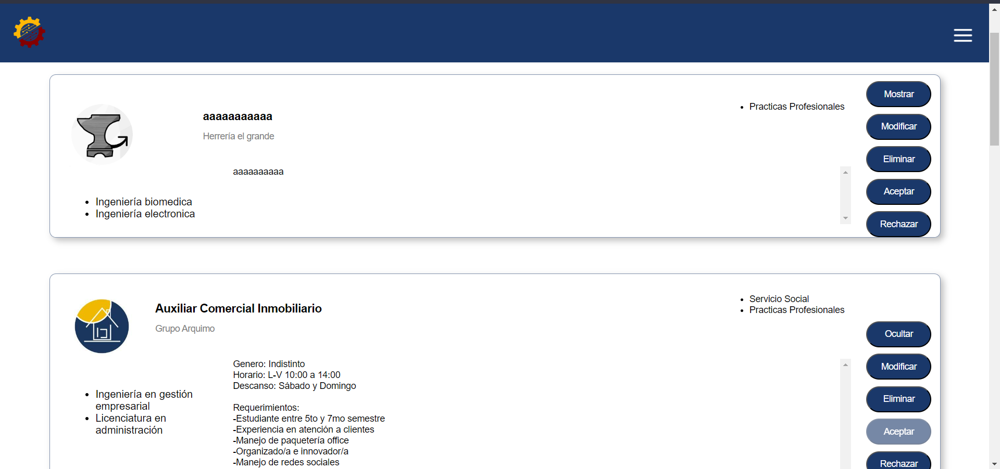 aaaaaaaaaaa
Herrería el grande
aaaaaaaaaa
Ingeniería biomedica
Ingeniería electronica
Practicas Profesionales
Mostrar
Modificar
Eliminar
Aceptar
Rechazar
Auxiliar Comercial Inmobiliario
Grupo Arquimo
Genero: Indistinto
Horario: L-V 10:00 a 14:00
Descanso: Sábado y Domingo
Requerimientos:
-Estudiante entre 5to y 7mo semestre
-Experiencia en atención a clientes
-Manejo de paquetería office
-Organizado/a e innovador/a
-Manejo de redes sociales
Ingeniería en gestión
empresarial
Licenciatura en
administración
Servicio Social
Practicas Profesionales
Ocultar
Modificar
Eliminar
Aceptar
Rechazar